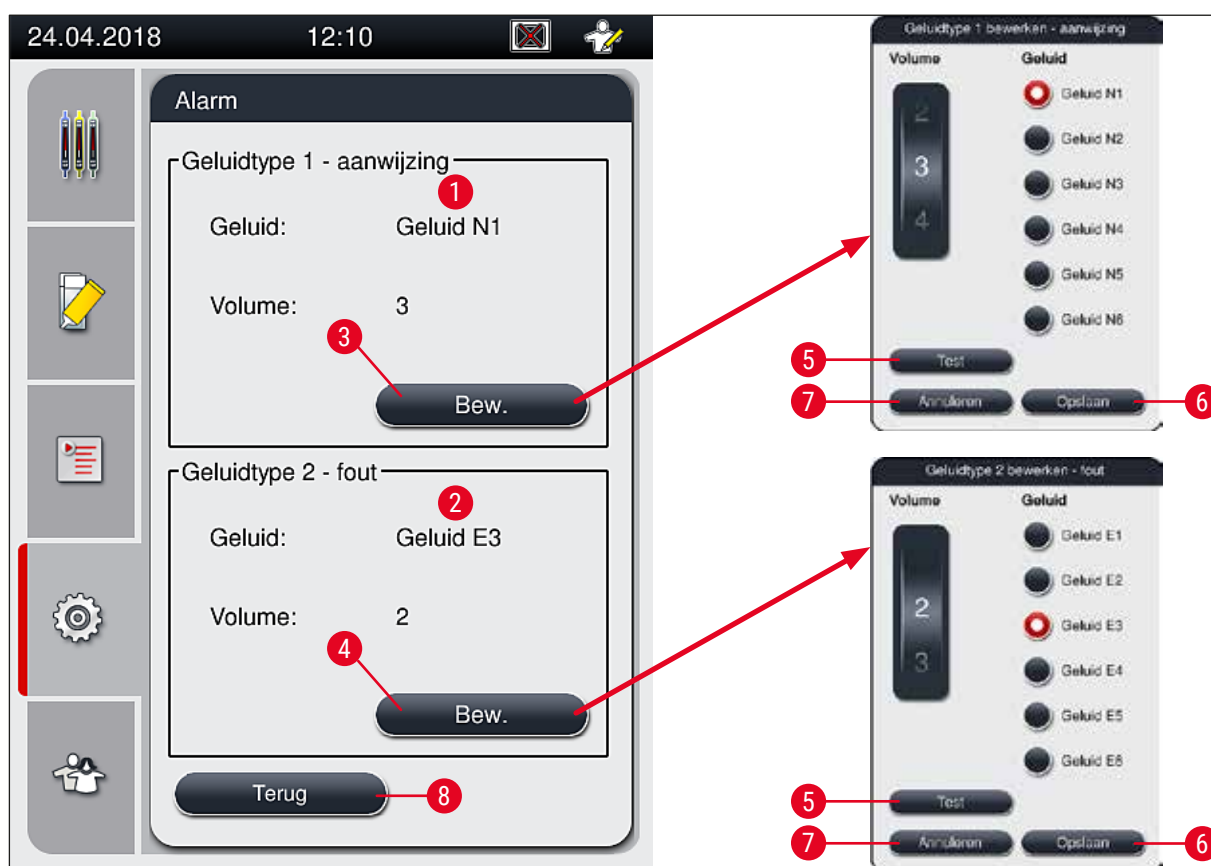 24.04.2018 12:10
Alarm
Geluidtype 1 - aanwijzing
1
Geluid: Geluid N1
Volume: 3
3
Bew.
Geluidtype 2 - fout
2
Geluid: Geluid E3
Volume: 2
4
Bew.
Terug 8
Geluidtype 1 bewerken - aanwijzing
Volume Geluid
2
3
4
Geluid N1
Geluid N2
Geluid N3
Geluid N4
Geluid N5
Geluid N6
5 Test
7 Annuleren Opslaan 6
Geluidtype 2 bewerken - fout
Volume Geluid
2
3
Geluid E1
Geluid E2
Geluid E3
Geluid E4
Geluid E5
Geluid E6
5 Test
7 Annuleren Opslaan 6